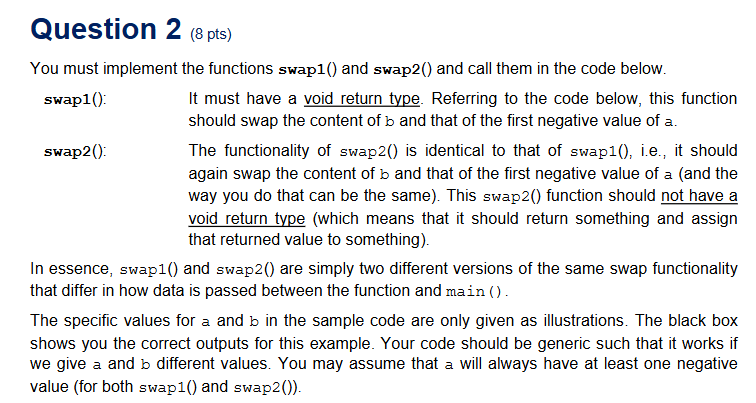 Question 2 (8 pts)
You must implement the functions swap1() and swap2() and call them in the code below.
swap1(): It must have a void return type. Referring to the code below, this function
should swap the content of b and that of the first negative value of a.
swap2(): The functionality of swap2() is identical to that of swap1(), i.e., it should
again swap the content of b and that of the first negative value of a (and the
way you do that can be the same). This swap2() function should not have a
void return type (which means that it should return something and assign
that returned value to something).
In essence, swap1() and swap2() are simply two different versions of the same swap functionality
that differ in how data is passed between the function and main().
The specific values for a and b in the sample code are only given as illustrations. The black box
shows you the correct outputs for this example. Your code should be generic such that it works if
we give a and b different values. You may assume that a will always have at least one negative
value (for both swap1() and swap2()).